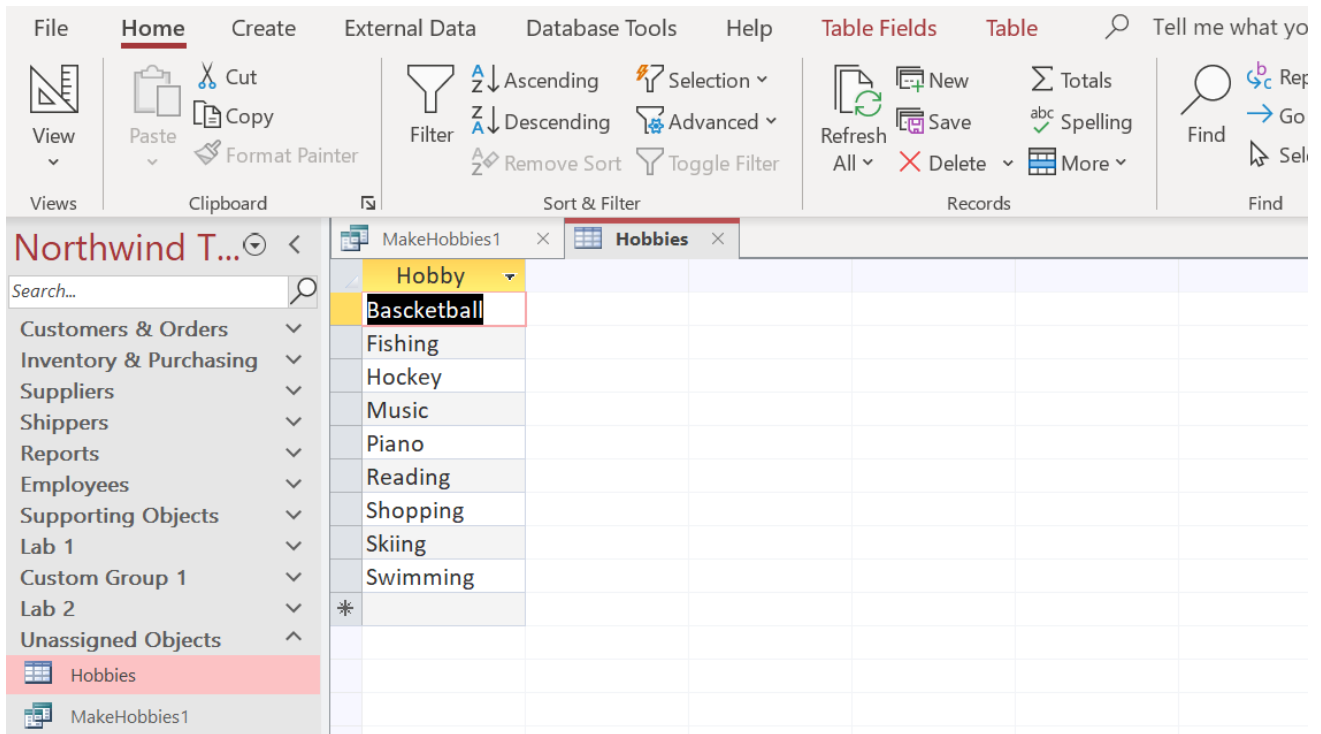 File Home Create External Data Database Tools Help Table Fields Table Tell me what yo
View
Paste
Cut
Copy
Format Painter
Filter
Ascending
Descending
Remove Sort
Selection
Advanced
Toggle Filter
Refresh
All
New
Save
Delete
Totals
Spelling
More
Find
Rep
Go
Sele
Views Clipboard Sort & Filter Records Find
Northwind T...
Search...
Customers & Orders
Inventory & Purchasing
Suppliers
Shippers
Reports
Employees
Supporting Objects
Lab 1
Custom Group 1
Lab 2
Unassigned Objects
Hobbies
MakeHobbies1
MakeHobbies1 Hobbies
Hobby
Bascketball
Fishing
Hockey
Music
Piano
Reading
Shopping
Skiing
Swimming